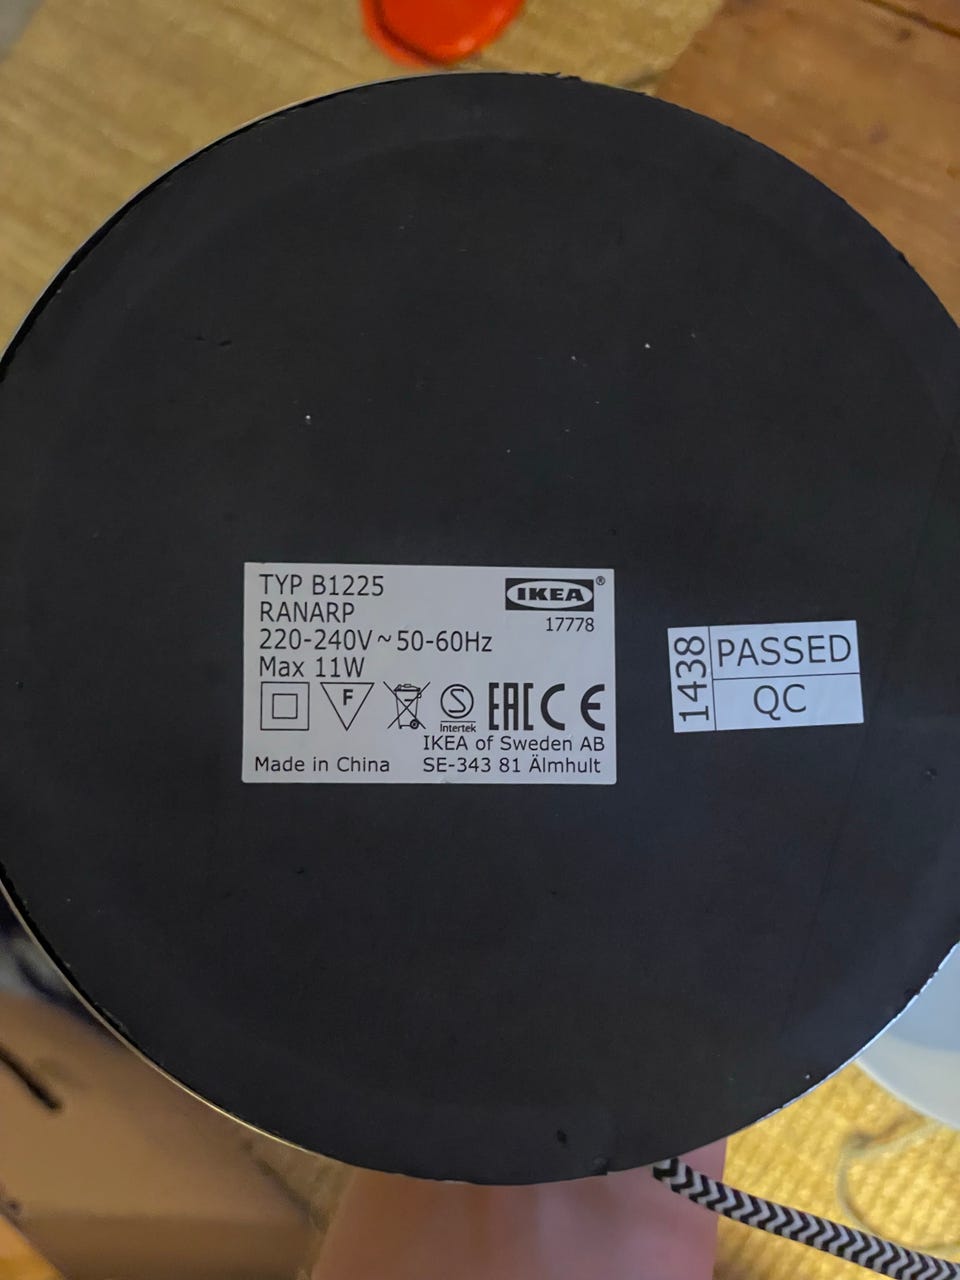 TYP B1225
RANARP
220-240V ~ 50-60Hz
Max 11W
IKEA®
17778
F
S
Intertek
EAC CE
IKEA of Sweden AB
Made in China SE-343 81 Älmhult
1438
PASSED
QC